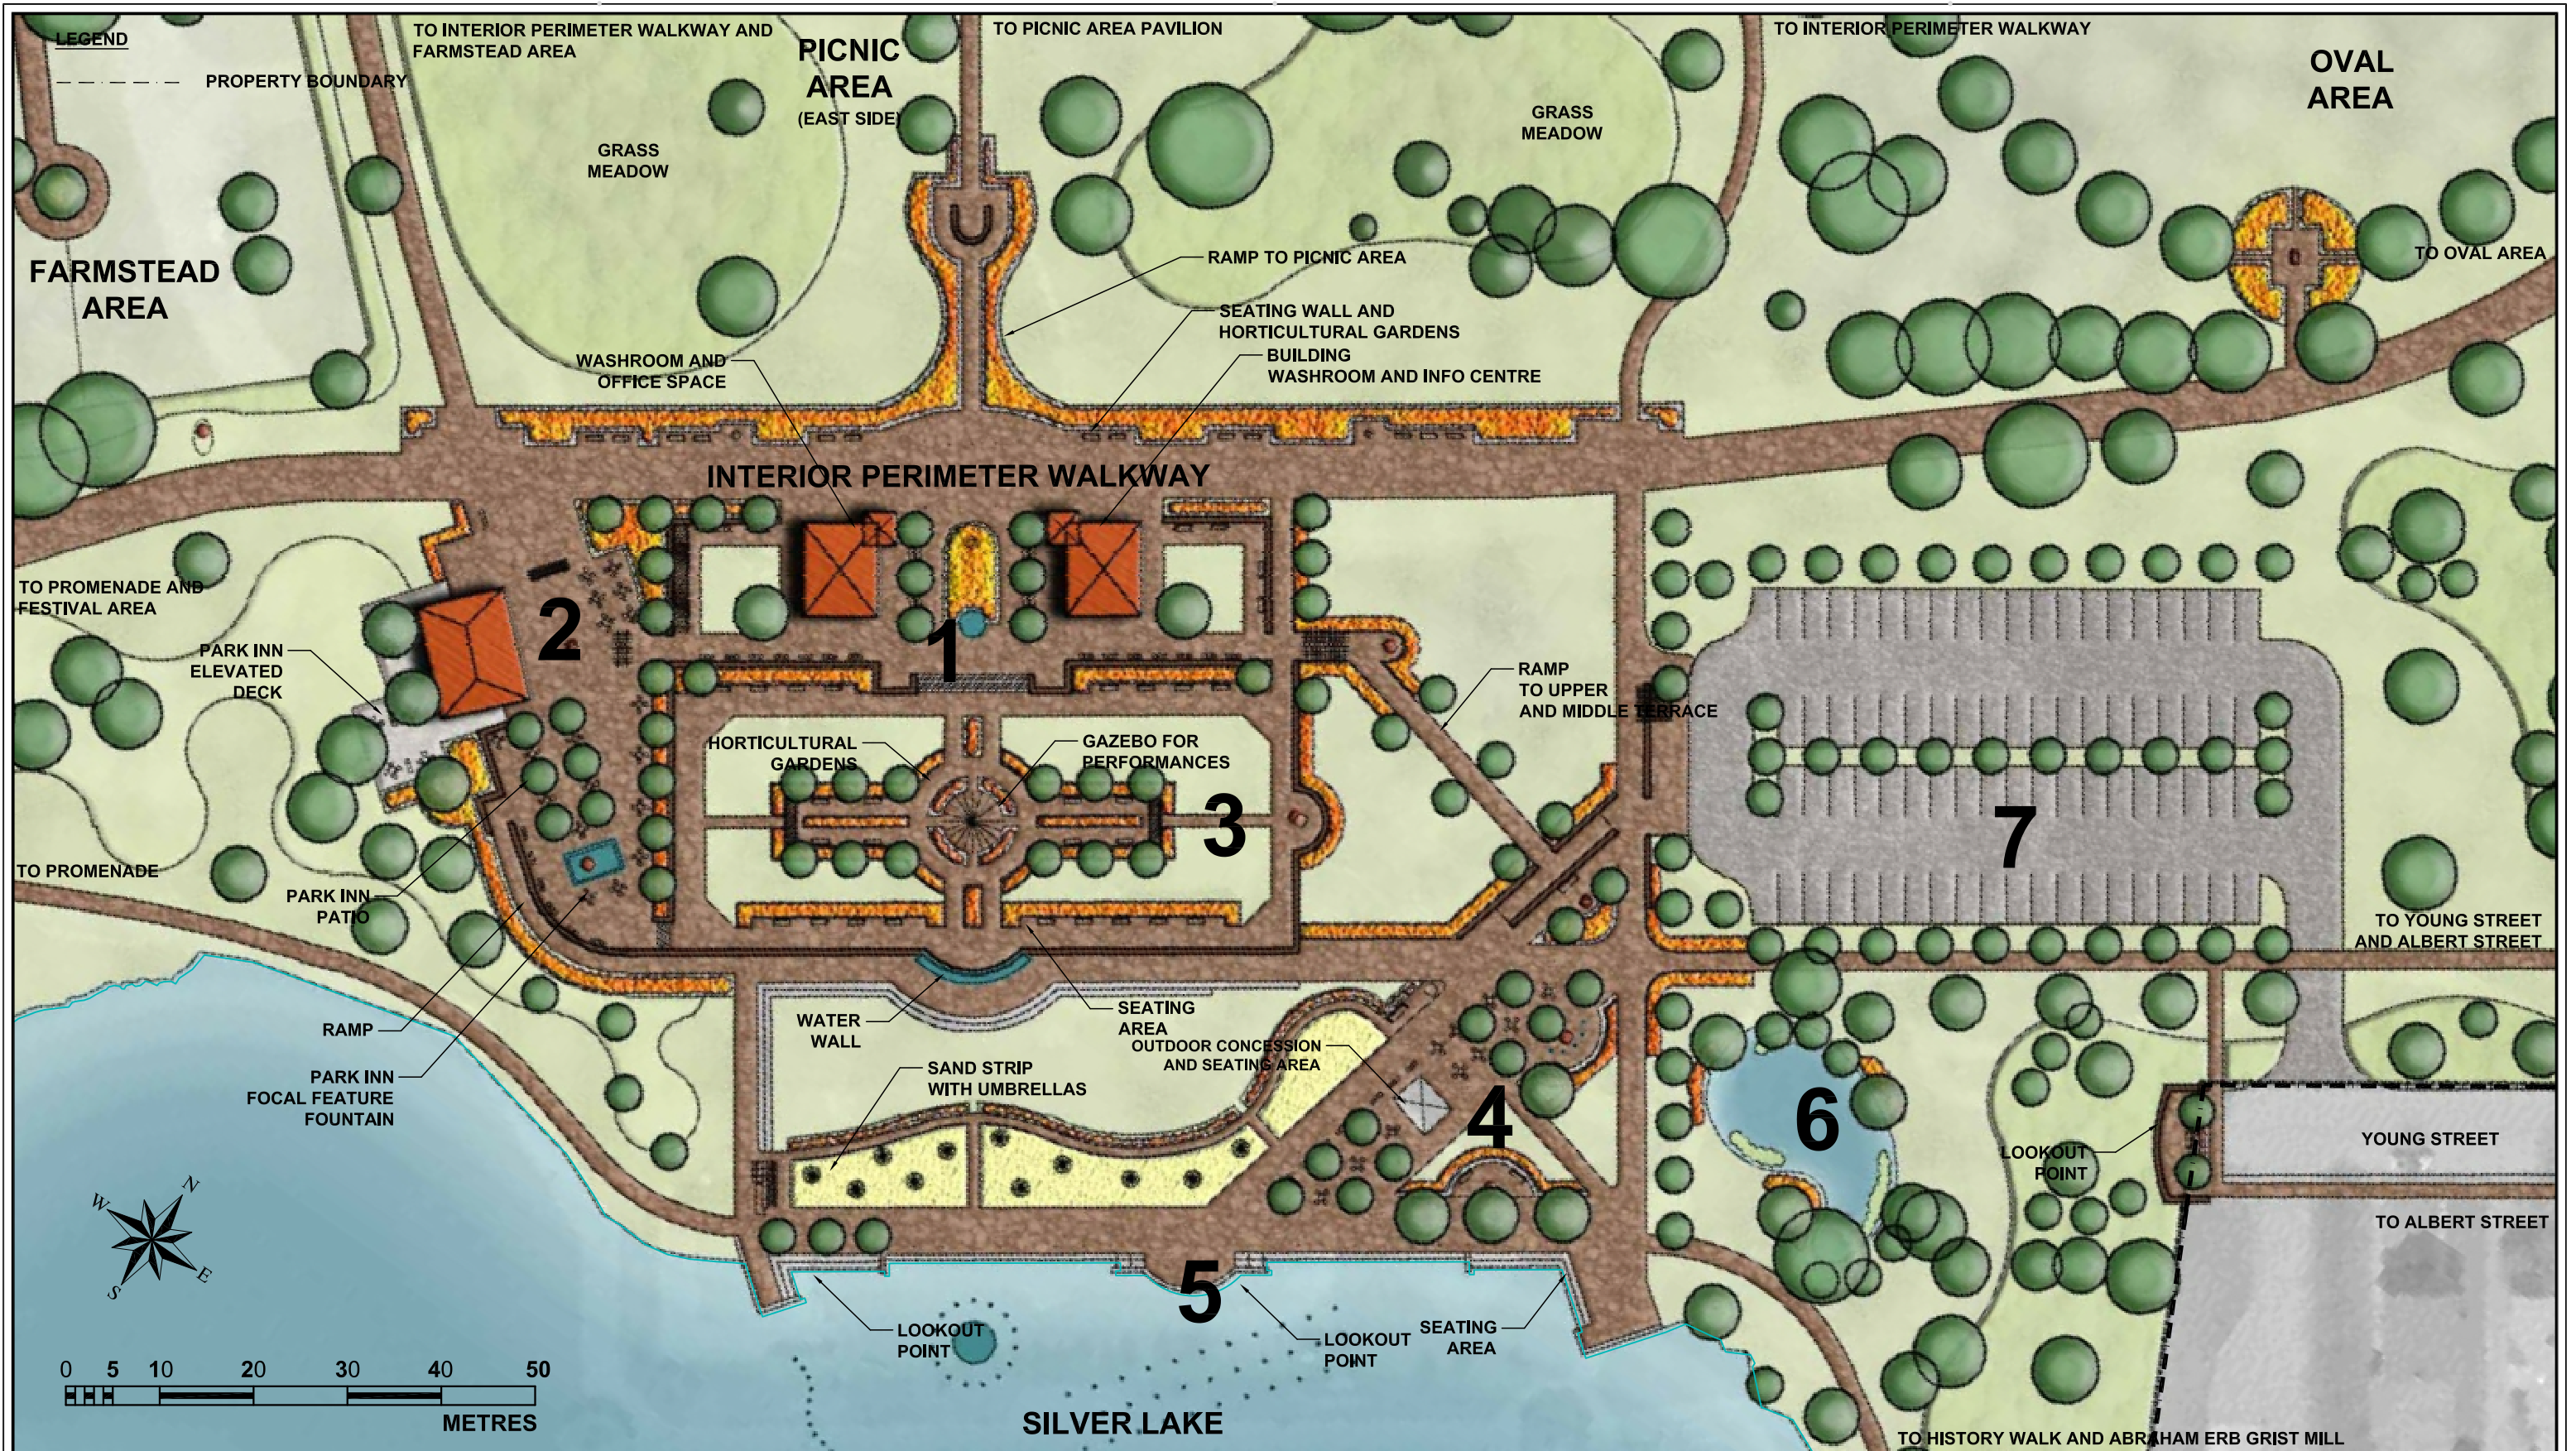 LEGEND
PROPERTY BOUNDARY
TO INTERIOR PERIMETER WALKWAY AND
FARMSTEAD AREA
PICNIC
AREA
(EAST SIDE)
TO PICNIC AREA PAVILION
TO INTERIOR PERIMETER WALKWAY
OVAL
AREA
GRASS
MEADOW
GRASS
MEADOW
FARMSTEAD
AREA
RAMP TO PICNIC AREA
TO OVAL AREA
SEATING WALL AND
HORTICULTURAL GARDENS
WASHROOM AND
OFFICE SPACE
BUILDING
WASHROOM AND INFO CENTRE
INTERIOR PERIMETER WALKWAY
TO PROMENADE AND
FESTIVAL AREA
2
1
PARK INN
ELEVATED
DECK
RAMP
TO UPPER
AND MIDDLE TERRACE
HORTICULTURAL
GARDENS
GAZEBO FOR
PERFORMANCES
3
7
TO PROMENADE
PARK INN
PATIO
TO YOUNG STREET
AND ALBERT STREET
RAMP
WATER
WALL
SEATING
AREA
OUTDOOR CONCESSION
AND SEATING AREA
PARK INN
FOCAL FEATURE
FOUNTAIN
SAND STRIP
WITH UMBRELLAS
4
6
LOOKOUT
POINT
YOUNG STREET
TO ALBERT STREET
N
W
E
S
5
LOOKOUT
POINT
LOOKOUT
POINT
SEATING
AREA
0 5 10 20 30 40 50
METRES
SILVER LAKE
TO HISTORY WALK AND ABRAHAM ERB GRIST MILL